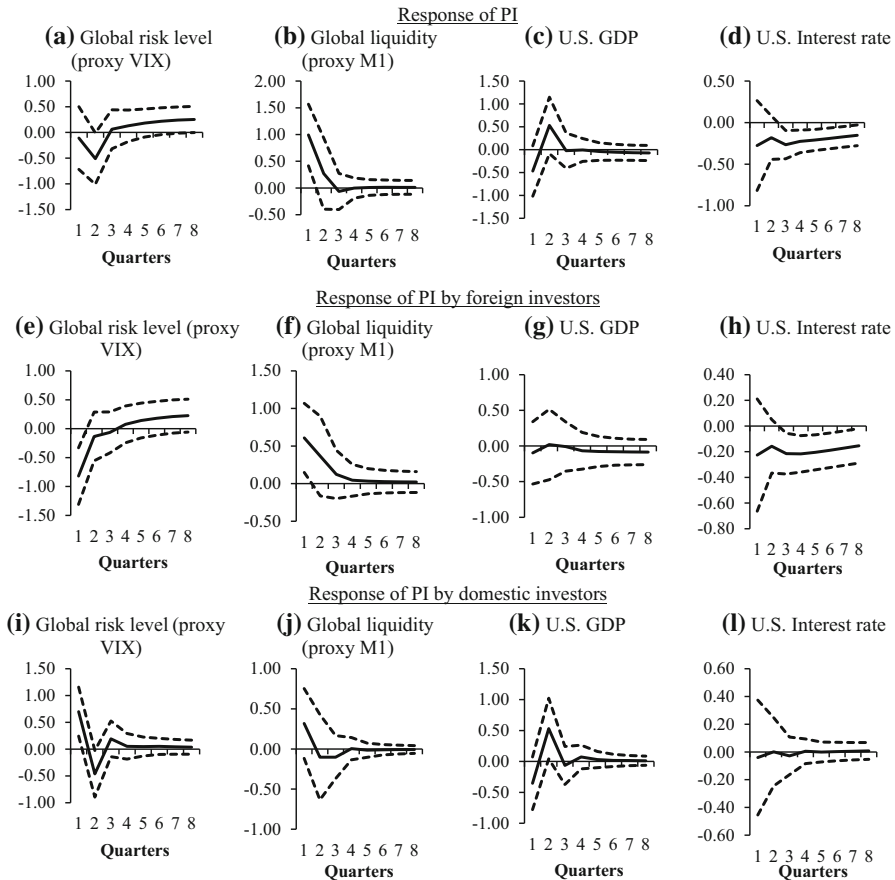 Response of PI
(a) Global risk level
(proxy VIX)
1.00
0.50
0.00
-0.50
-1.00
-1.50
1 2 3 4 5 6 7 8
Quarters
(b) Global liquidity
(proxy M1)
2.00
1.50
1.00
0.50
0.00
-0.50
1 2 3 4 5 6 7 8
Quarters
(c) U.S. GDP
1.50
1.00
0.50
0.00
-0.50
-1.00
-1.50
1 2 3 4 5 6 7 8
Quarters
(d) U.S. Interest rate
0.50
0.00
-0.50
-1.00
1 2 3 4 5 6 7 8
Quarters
Response of PI by foreign investors
(e) Global risk level (proxy
VIX)
1.00
0.50
0.00
-0.50
-1.00
-1.50
1 2 3 4 5 6 7 8
Quarters
(f) Global liquidity
(proxy M1)
1.50
1.00
0.50
0.00
-0.50
1 2 3 4 5 6 7 8
Quarters
(g) U.S. GDP
1.00
0.50
0.00
-0.50
-1.00
1 2 3 4 5 6 7 8
Quarters
(h) U.S. Interest rate
0.40
0.20
0.00
-0.20
-0.40
-0.60
-0.80
1 2 3 4 5 6 7 8
Quarters
Response of PI by domestic investors
(i) Global risk level (proxy
VIX)
1.50
1.00
0.50
0.00
-0.50
-1.00
1 2 3 4 5 6 7 8
Quarters
(j) Global liquidity
(proxy M1)
1.00
0.50
0.00
-0.50
-1.00
1 2 3 4 5 6 7 8
Quarters
(k) U.S. GDP
1.50
1.00
0.50
0.00
-0.50
-1.00
1 2 3 4 5 6 7 8
Quarters
(l) U.S. Interest rate
0.60
0.40
0.20
0.00
-0.20
-0.40
-0.60
1 2 3 4 5 6 7 8
Quarters